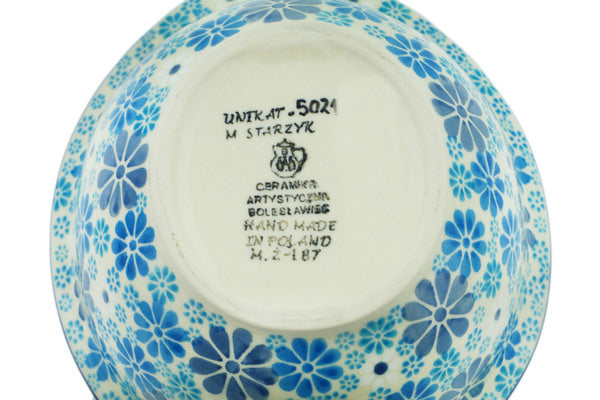 UNIKAT-5021
M STARZYK
CERAMIKA
ARTYSTYCZNA
BOLESŁAWIEC
HAND MADE
IN POLAND
M.Z-187